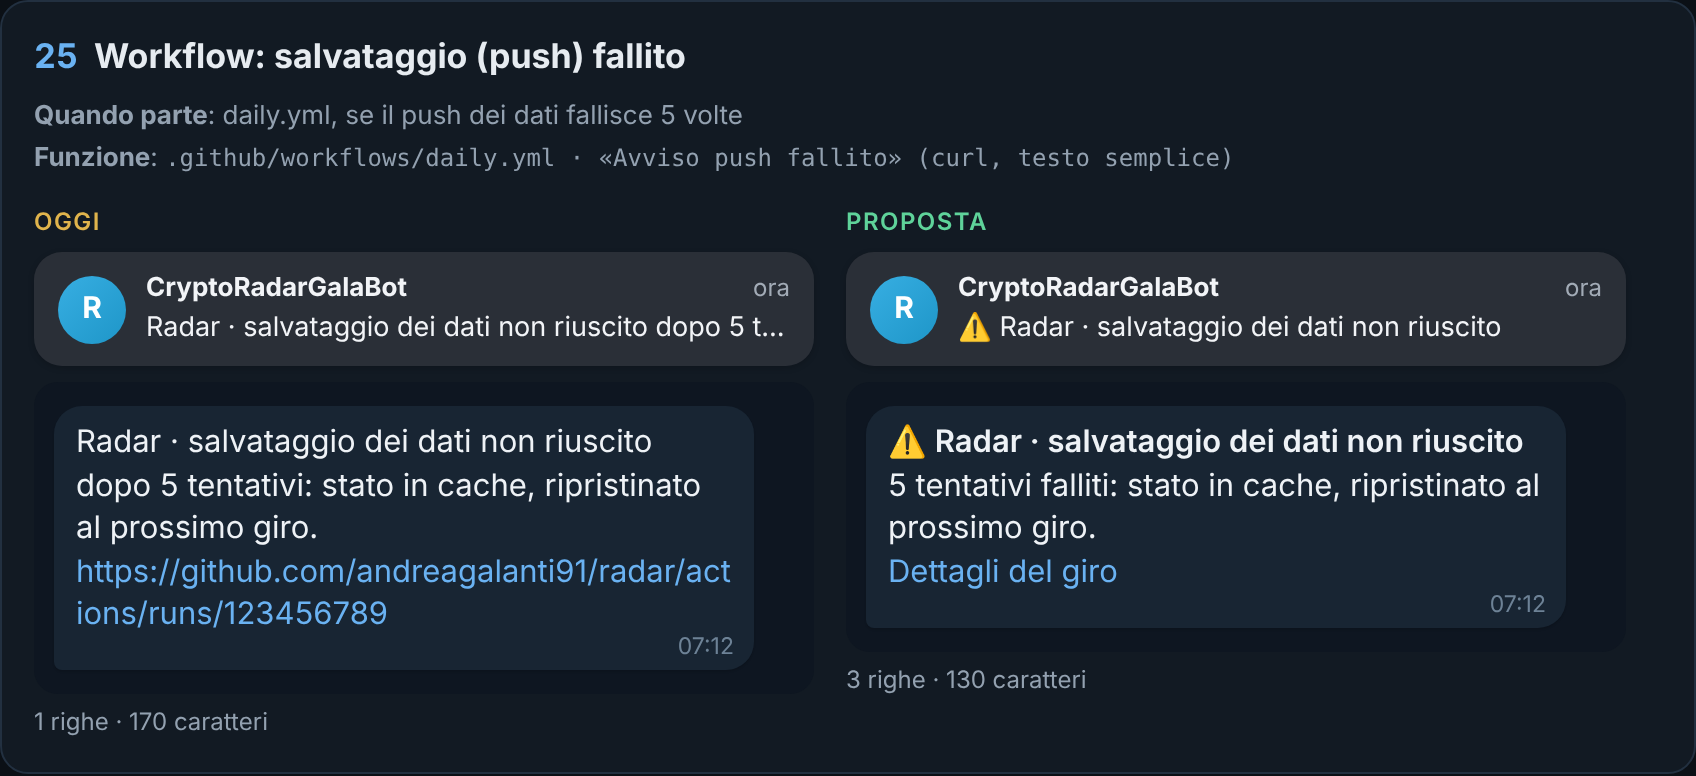 25 Workflow: salvataggio (push) fallito
Quando parte: daily.yml, se il push dei dati fallisce 5 volte
Funzione: .github/workflows/daily.yml · «Avviso push fallito» (curl, testo semplice)
OGGI
R
CryptoRadarGalaBot
ora
Radar · salvataggio dei dati non riuscito dopo 5 t...
Radar · salvataggio dei dati non riuscito
dopo 5 tentativi: stato in cache, ripristinato
al prossimo giro.
https://github.com/andreagalanti91/radar/act
ions/runs/123456789
07:12
1 righe · 170 caratteri
PROPOSTA
R
CryptoRadarGalaBot
ora
⚠️ Radar · salvataggio dei dati non riuscito
⚠️ Radar · salvataggio dei dati non riuscito
5 tentativi falliti: stato in cache, ripristinato al
prossimo giro.
Dettagli del giro
07:12
3 righe · 130 caratteri